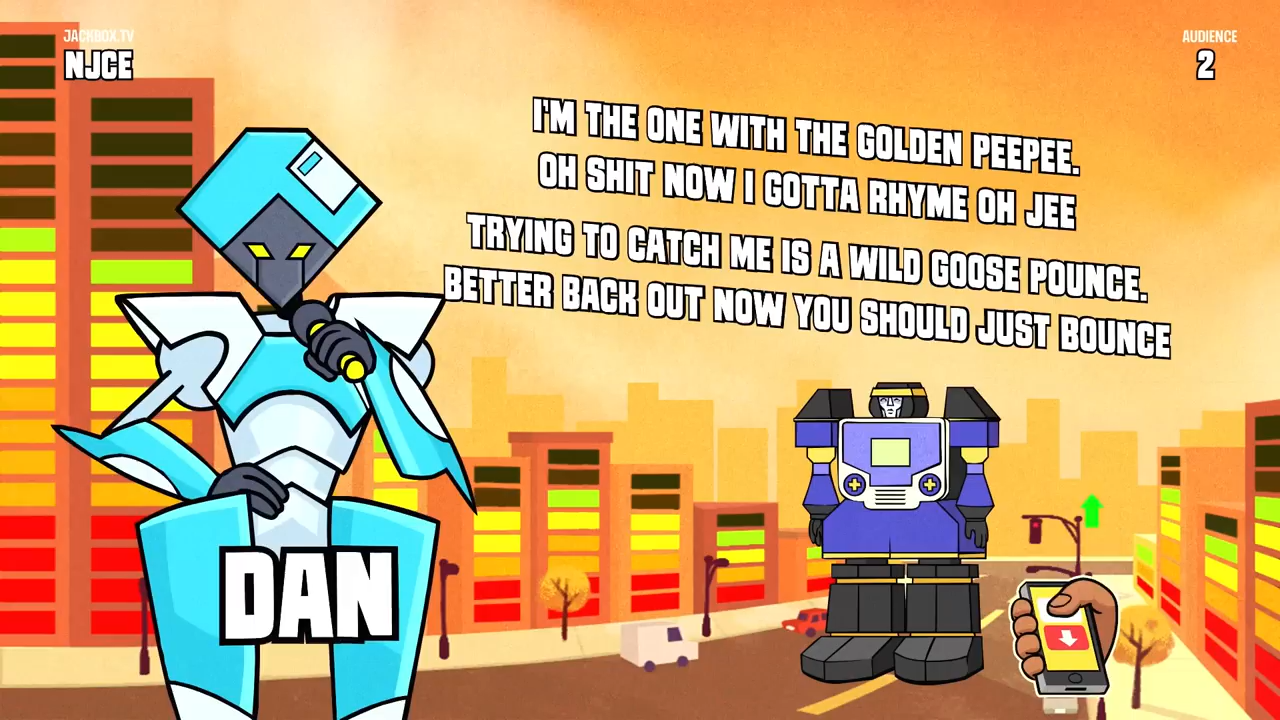 JACKBOX.TV
NJCE
AUDIENCE
2
I'M THE ONE WITH THE GOLDEN PEEPEE.
OH SHIT NOW I GOTTA RHYME OH JEE
TRYING TO CATCH ME IS A WILD GOOSE POUNCE.
BETTER BACK OUT NOW YOU SHOULD JUST BOUNCE
DAN